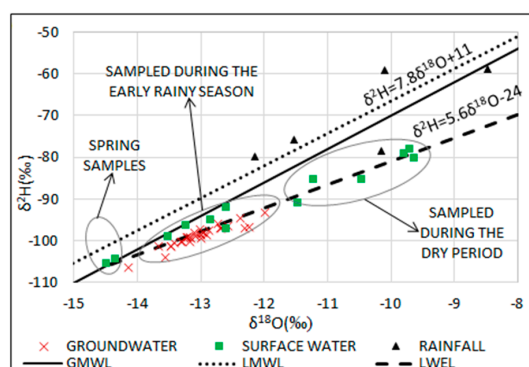 -50
-60
-70
-80
-90
-100
-110
δ²H(‰)
SAMPLED DURING THE
EARLY RAINY SEASON
SPRING
SAMPLES
δ²H=7.8δ¹⁸O+11
δ²H=5.6δ¹⁸O-24
SAMPLED
DURING THE
DRY PERIOD
-15 -14 -13 -12 -11 -10 -9 -8
δ¹⁸O(‰)
GROUNDWATER SURFACE WATER RAINFALL
GMWL LMWL LWEL